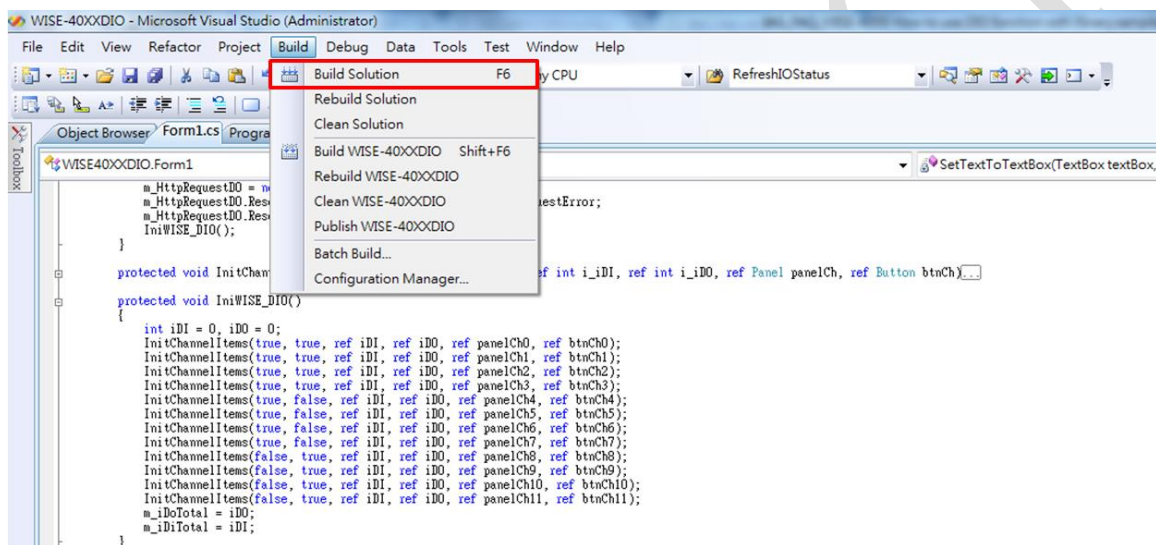 WISE-40XXDIO - Microsoft Visual Studio (Administrator)
File Edit View Refactor Project Build Debug Data Tools Test Window Help
Build Solution F6
y CPU
RefreshIOStatus
Rebuild Solution
Clean Solution
Build WISE-40XXDIO Shift+F6
Rebuild WISE-40XXDIO
Clean WISE-40XXDIO
Publish WISE-40XXDIO
Batch Build...
Configuration Manager...
Toolbox
Object Browser Form1.cs Progra
WISE40XXDIO.Form1
SetTextToTextBox(TextBox textBox,
m_HttpRequestDO = ne
m_HttpRequestDO.Res estError;
m_HttpRequestDO.Res
IniWISE_DIO();
}
protected void InitChan ef int i_iDI, ref int i_iDO, ref Panel panelCh, ref Button btnCh)...
protected void IniWISE_DIO()
{
int iDI = 0, iDO = 0;
InitChannelItems(true, true, ref iDI, ref iDO, ref panelCh0, ref btnCh0);
InitChannelItems(true, true, ref iDI, ref iDO, ref panelCh1, ref btnCh1);
InitChannelItems(true, true, ref iDI, ref iDO, ref panelCh2, ref btnCh2);
InitChannelItems(true, true, ref iDI, ref iDO, ref panelCh3, ref btnCh3);
InitChannelItems(true, false, ref iDI, ref iDO, ref panelCh4, ref btnCh4);
InitChannelItems(true, false, ref iDI, ref iDO, ref panelCh5, ref btnCh5);
InitChannelItems(true, false, ref iDI, ref iDO, ref panelCh6, ref btnCh6);
InitChannelItems(true, false, ref iDI, ref iDO, ref panelCh7, ref btnCh7);
InitChannelItems(false, true, ref iDI, ref iDO, ref panelCh8, ref btnCh8);
InitChannelItems(false, true, ref iDI, ref iDO, ref panelCh9, ref btnCh9);
InitChannelItems(false, true, ref iDI, ref iDO, ref panelCh10, ref btnCh10);
InitChannelItems(false, true, ref iDI, ref iDO, ref panelCh11, ref btnCh11);
m_iDoTotal = iDO;
m_iDiTotal = iDI;
}